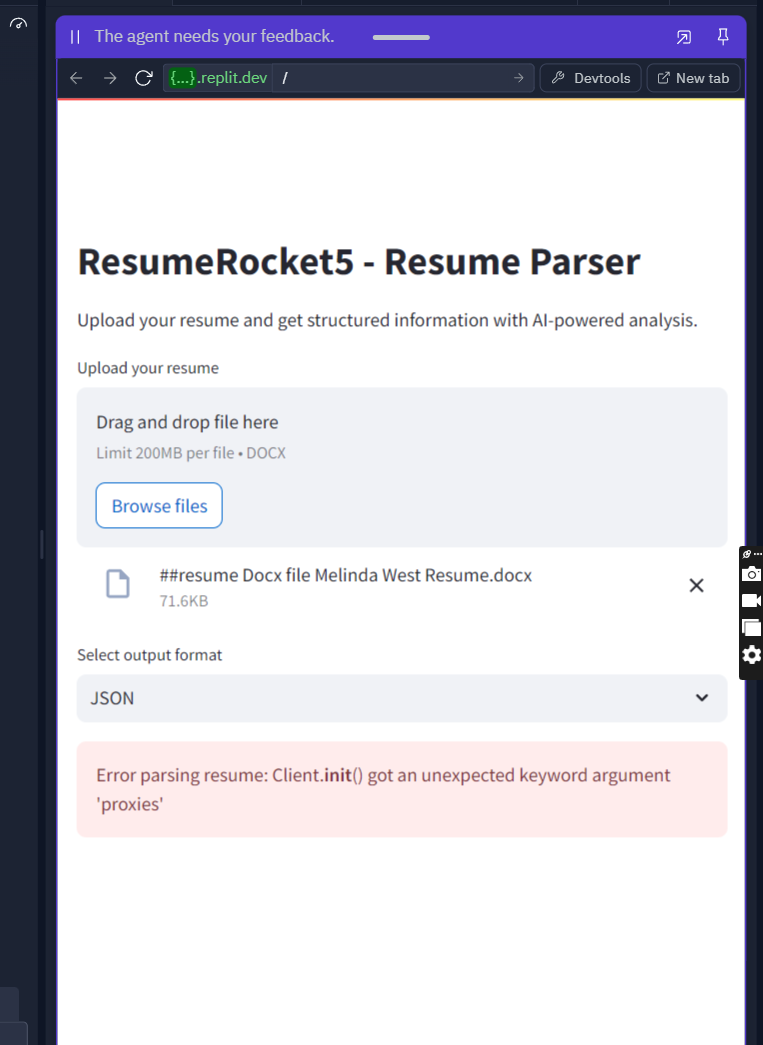 The agent needs your feedback.
{...}.replit.dev /
Devtools
New tab
ResumeRocket5 - Resume Parser
Upload your resume and get structured information with AI-powered analysis.
Upload your resume
Drag and drop file here
Limit 200MB per file • DOCX
Browse files
##resume Docx file Melinda West Resume.docx
71.6KB
Select output format
JSON
Error parsing resume: Client.init() got an unexpected keyword argument
'proxies'